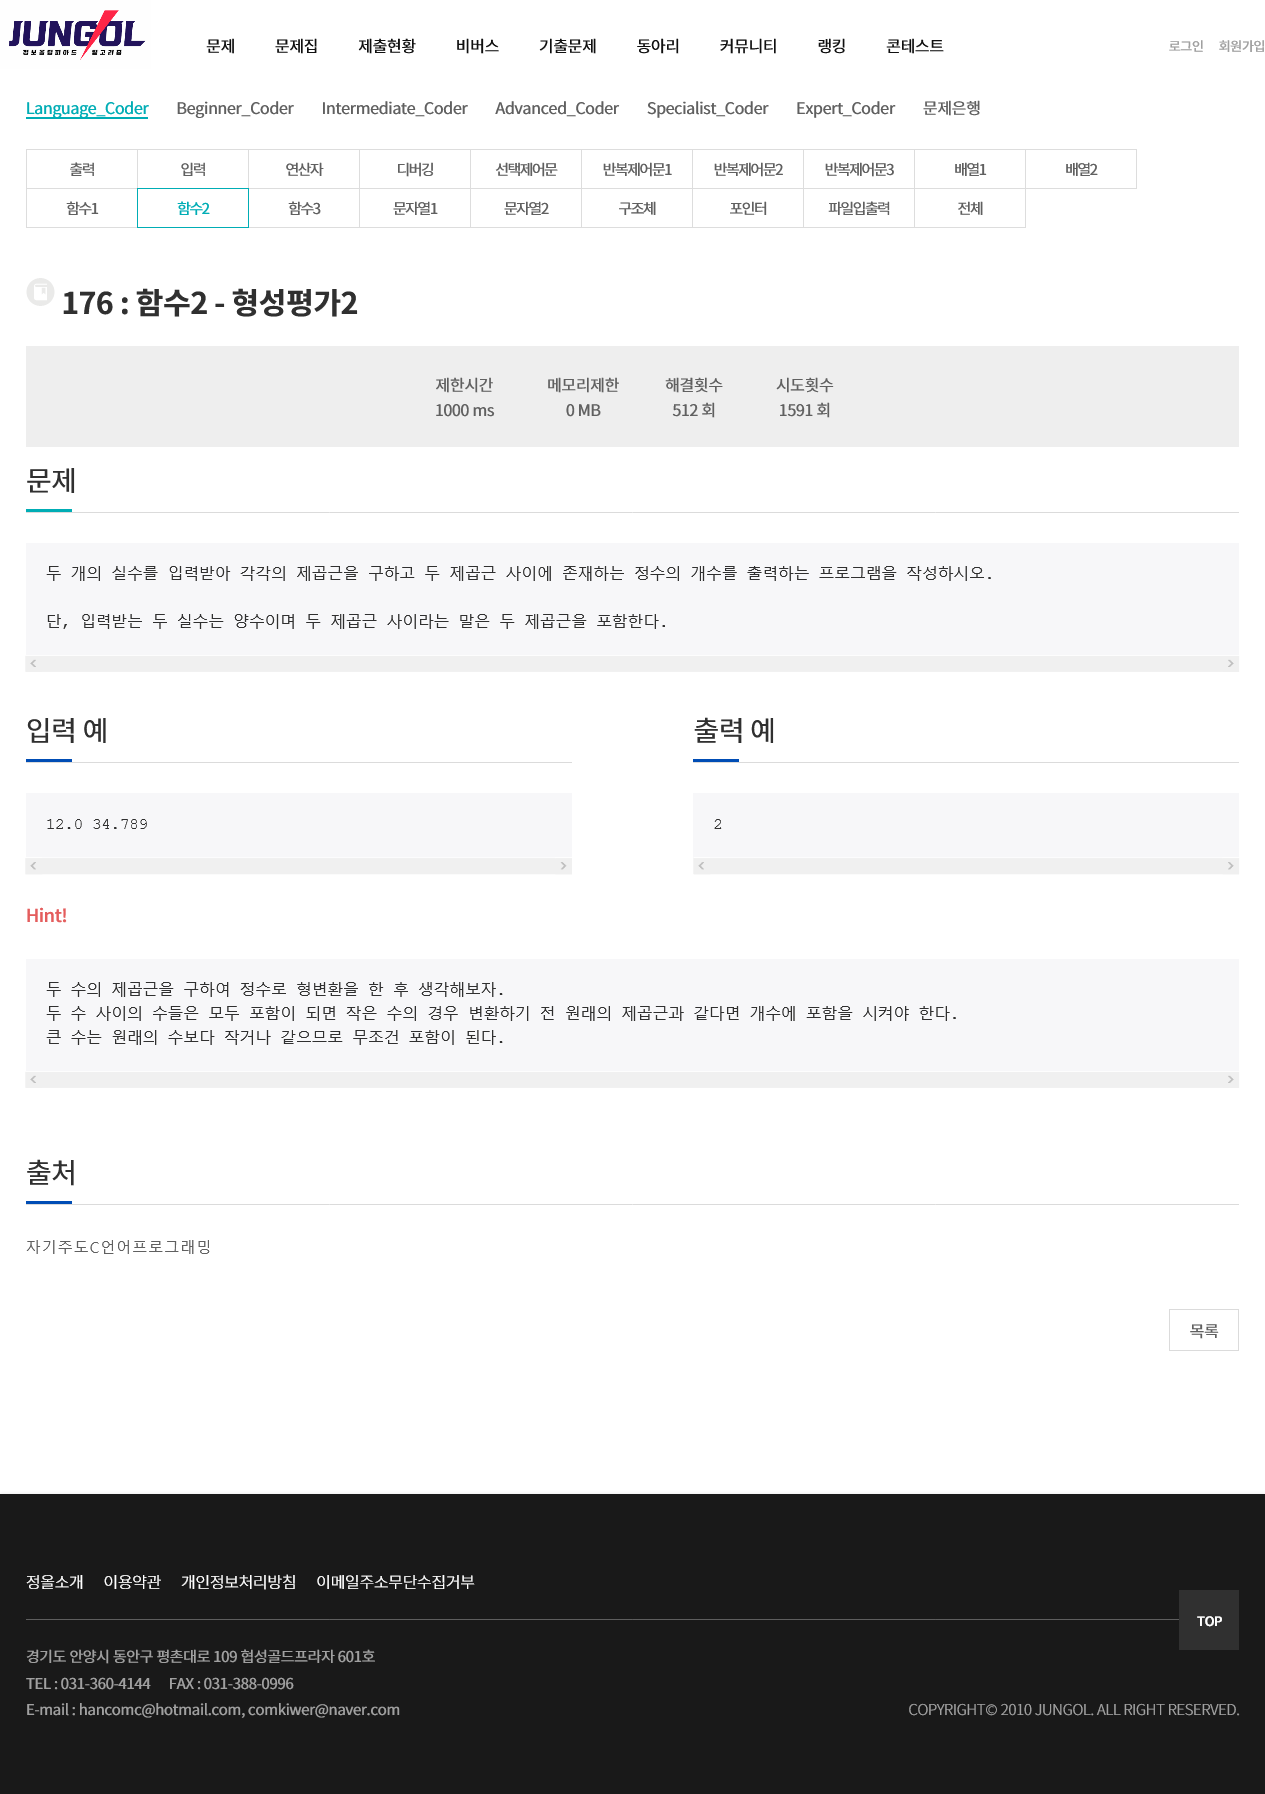 JUNGOL
정보올림피아드 알고리즘
문제 문제집 제출현황 비버스 기출문제 동아리 커뮤니티 랭킹 콘테스트 로그인 회원가입
Language_Coder Beginner_Coder Intermediate_Coder Advanced_Coder Specialist_Coder Expert_Coder 문제은행
출력 입력 연산자 디버깅 선택제어문 반복제어문1 반복제어문2 반복제어문3 배열1 배열2
함수1 함수2 함수3 문자열1 문자열2 구조체 포인터 파일입출력 전체
176 : 함수2 - 형성평가2
제한시간 메모리제한 해결횟수 시도횟수
1000 ms 0 MB 512 회 1591 회
문제
두 개의 실수를 입력받아 각각의 제곱근을 구하고 두 제곱근 사이에 존재하는 정수의 개수를 출력하는 프로그램을 작성하시오.
단, 입력받는 두 실수는 양수이며 두 제곱근 사이라는 말은 두 제곱근을 포함한다.
입력 예 출력 예
12.0 34.789 2
Hint!
두 수의 제곱근을 구하여 정수로 형변환을 한 후 생각해보자.
두 수 사이의 수들은 모두 포함이 되면 작은 수의 경우 변환하기 전 원래의 제곱근과 같다면 개수에 포함을 시켜야 한다.
큰 수는 원래의 수보다 작거나 같으므로 무조건 포함이 된다.
출처
자기주도C언어프로그래밍
목록
정올소개 이용약관 개인정보처리방침 이메일주소무단수집거부
TOP
경기도 안양시 동안구 평촌대로 109 협성골드프라자 601호
TEL : 031-360-4144 FAX : 031-388-0996
E-mail : hancomc@hotmail.com, comkiwer@naver.com COPYRIGHT© 2010 JUNGOL. ALL RIGHT RESERVED.